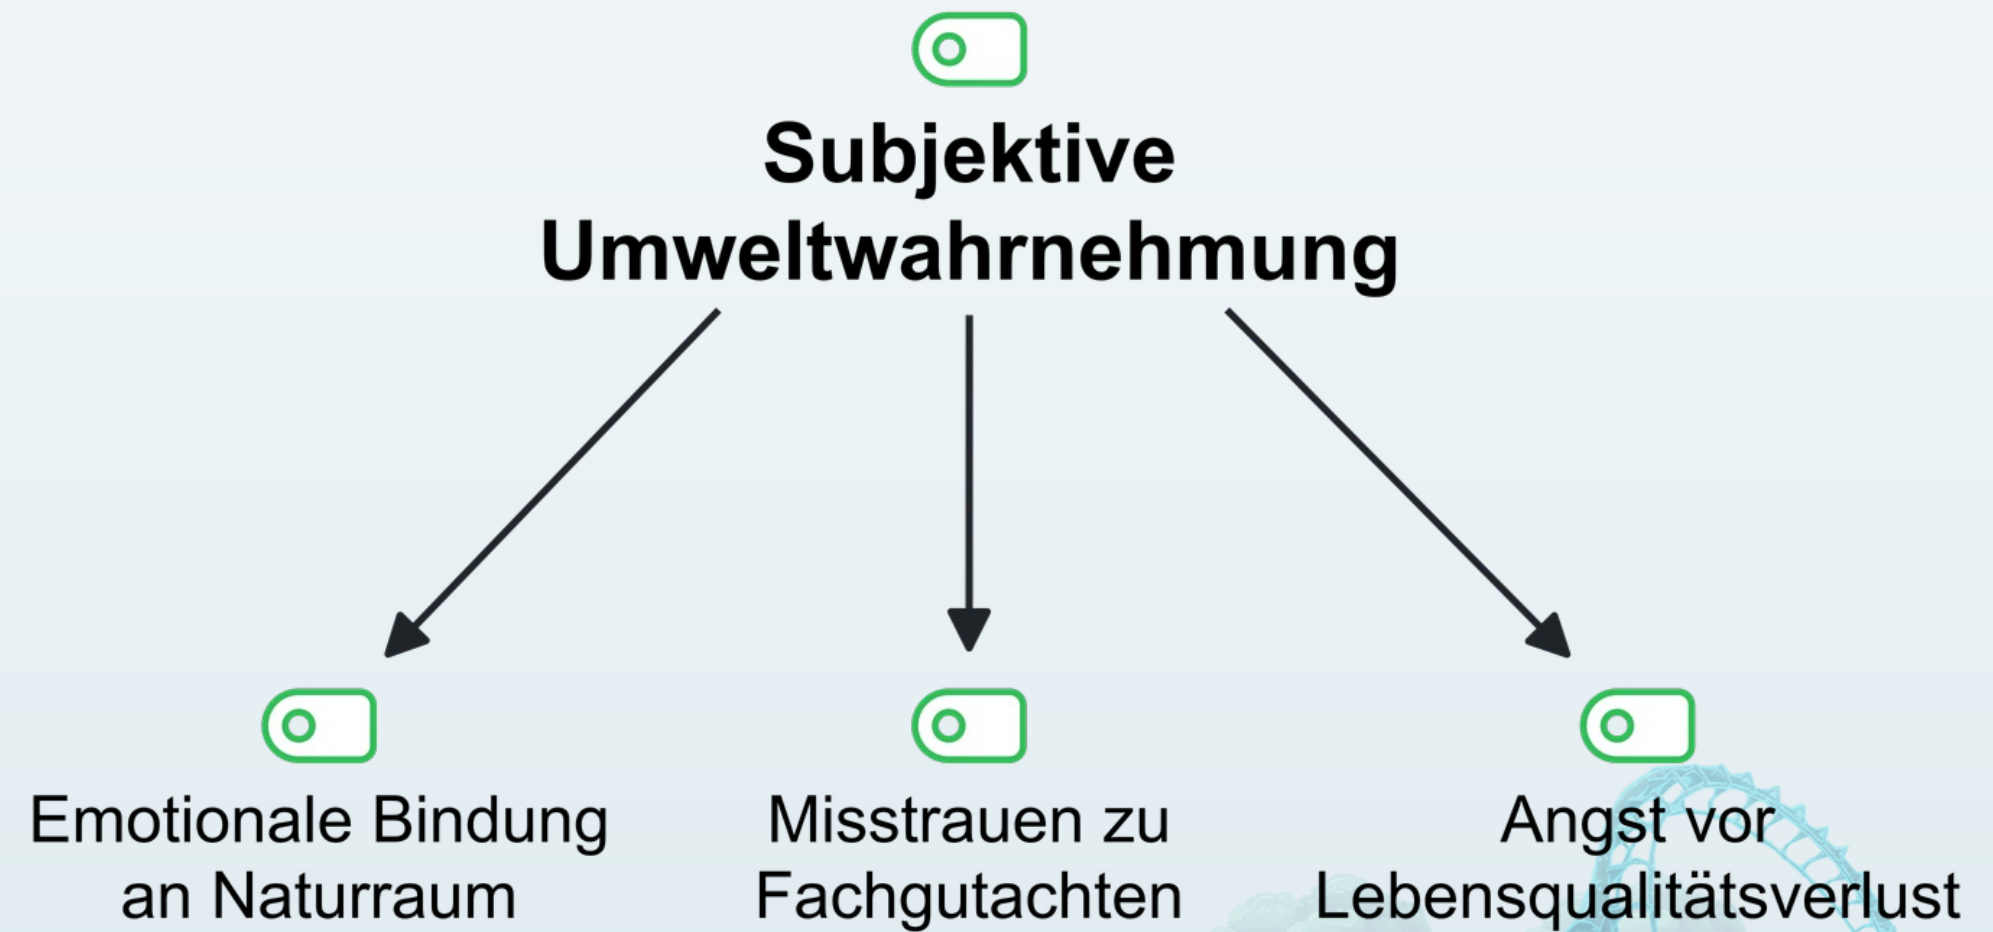 Subjektive
Umweltwahrnehmung
Emotionale Bindung
an Naturraum
Misstrauen zu
Fachgutachten
Angst vor
Lebensqualitätsverlust